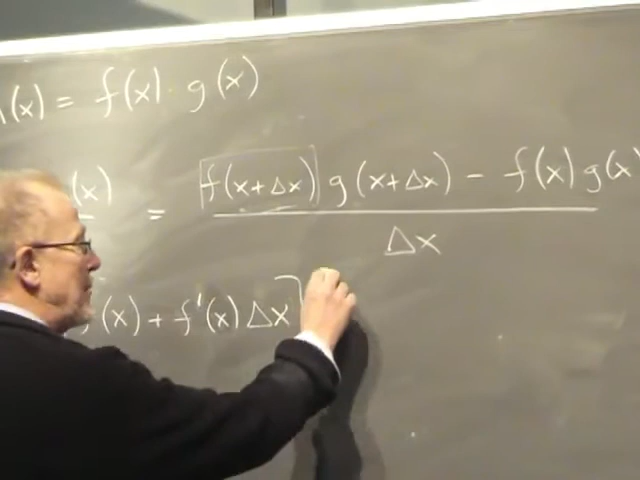 (x) = f(x) · g(x)
(x) = f(x+Δx) g(x+Δx) - f(x) g(x)
Δx
(x) + f'(x) Δx]